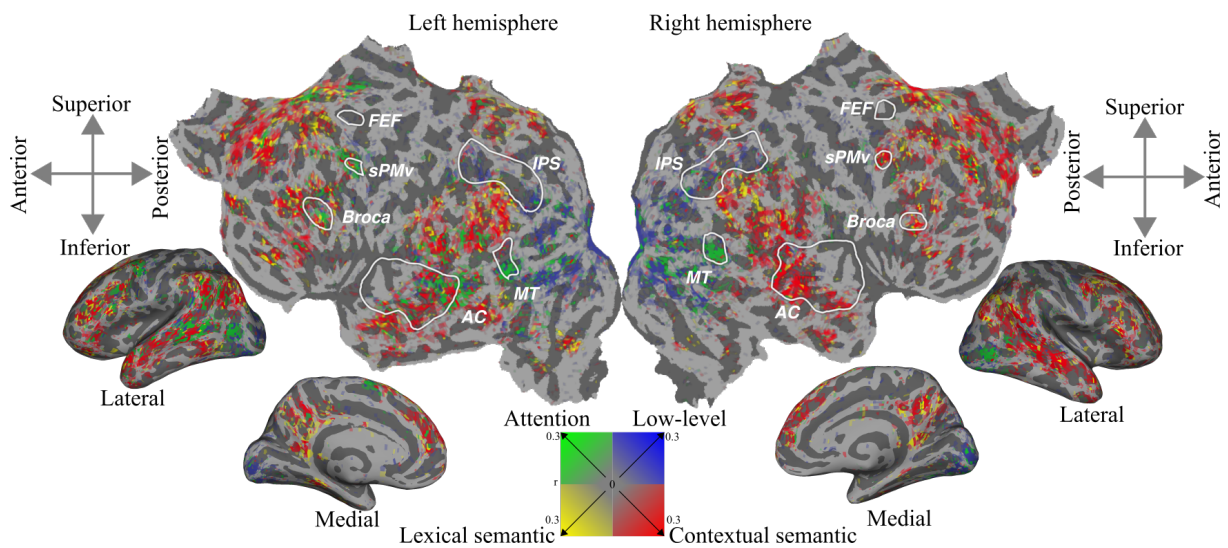 Left hemisphere
Right hemisphere
Superior
Anterior
Posterior
Inferior
FEF
sPMv
Broca
IPS
MT
AC
FEF
sPMv
Broca
IPS
MT
AC
Superior
Posterior
Anterior
Inferior
Lateral
Medial
Attention
Low-level
0.3
0.3
r
0
0.3
0.3
Lexical semantic
Contextual semantic
Medial
Lateral